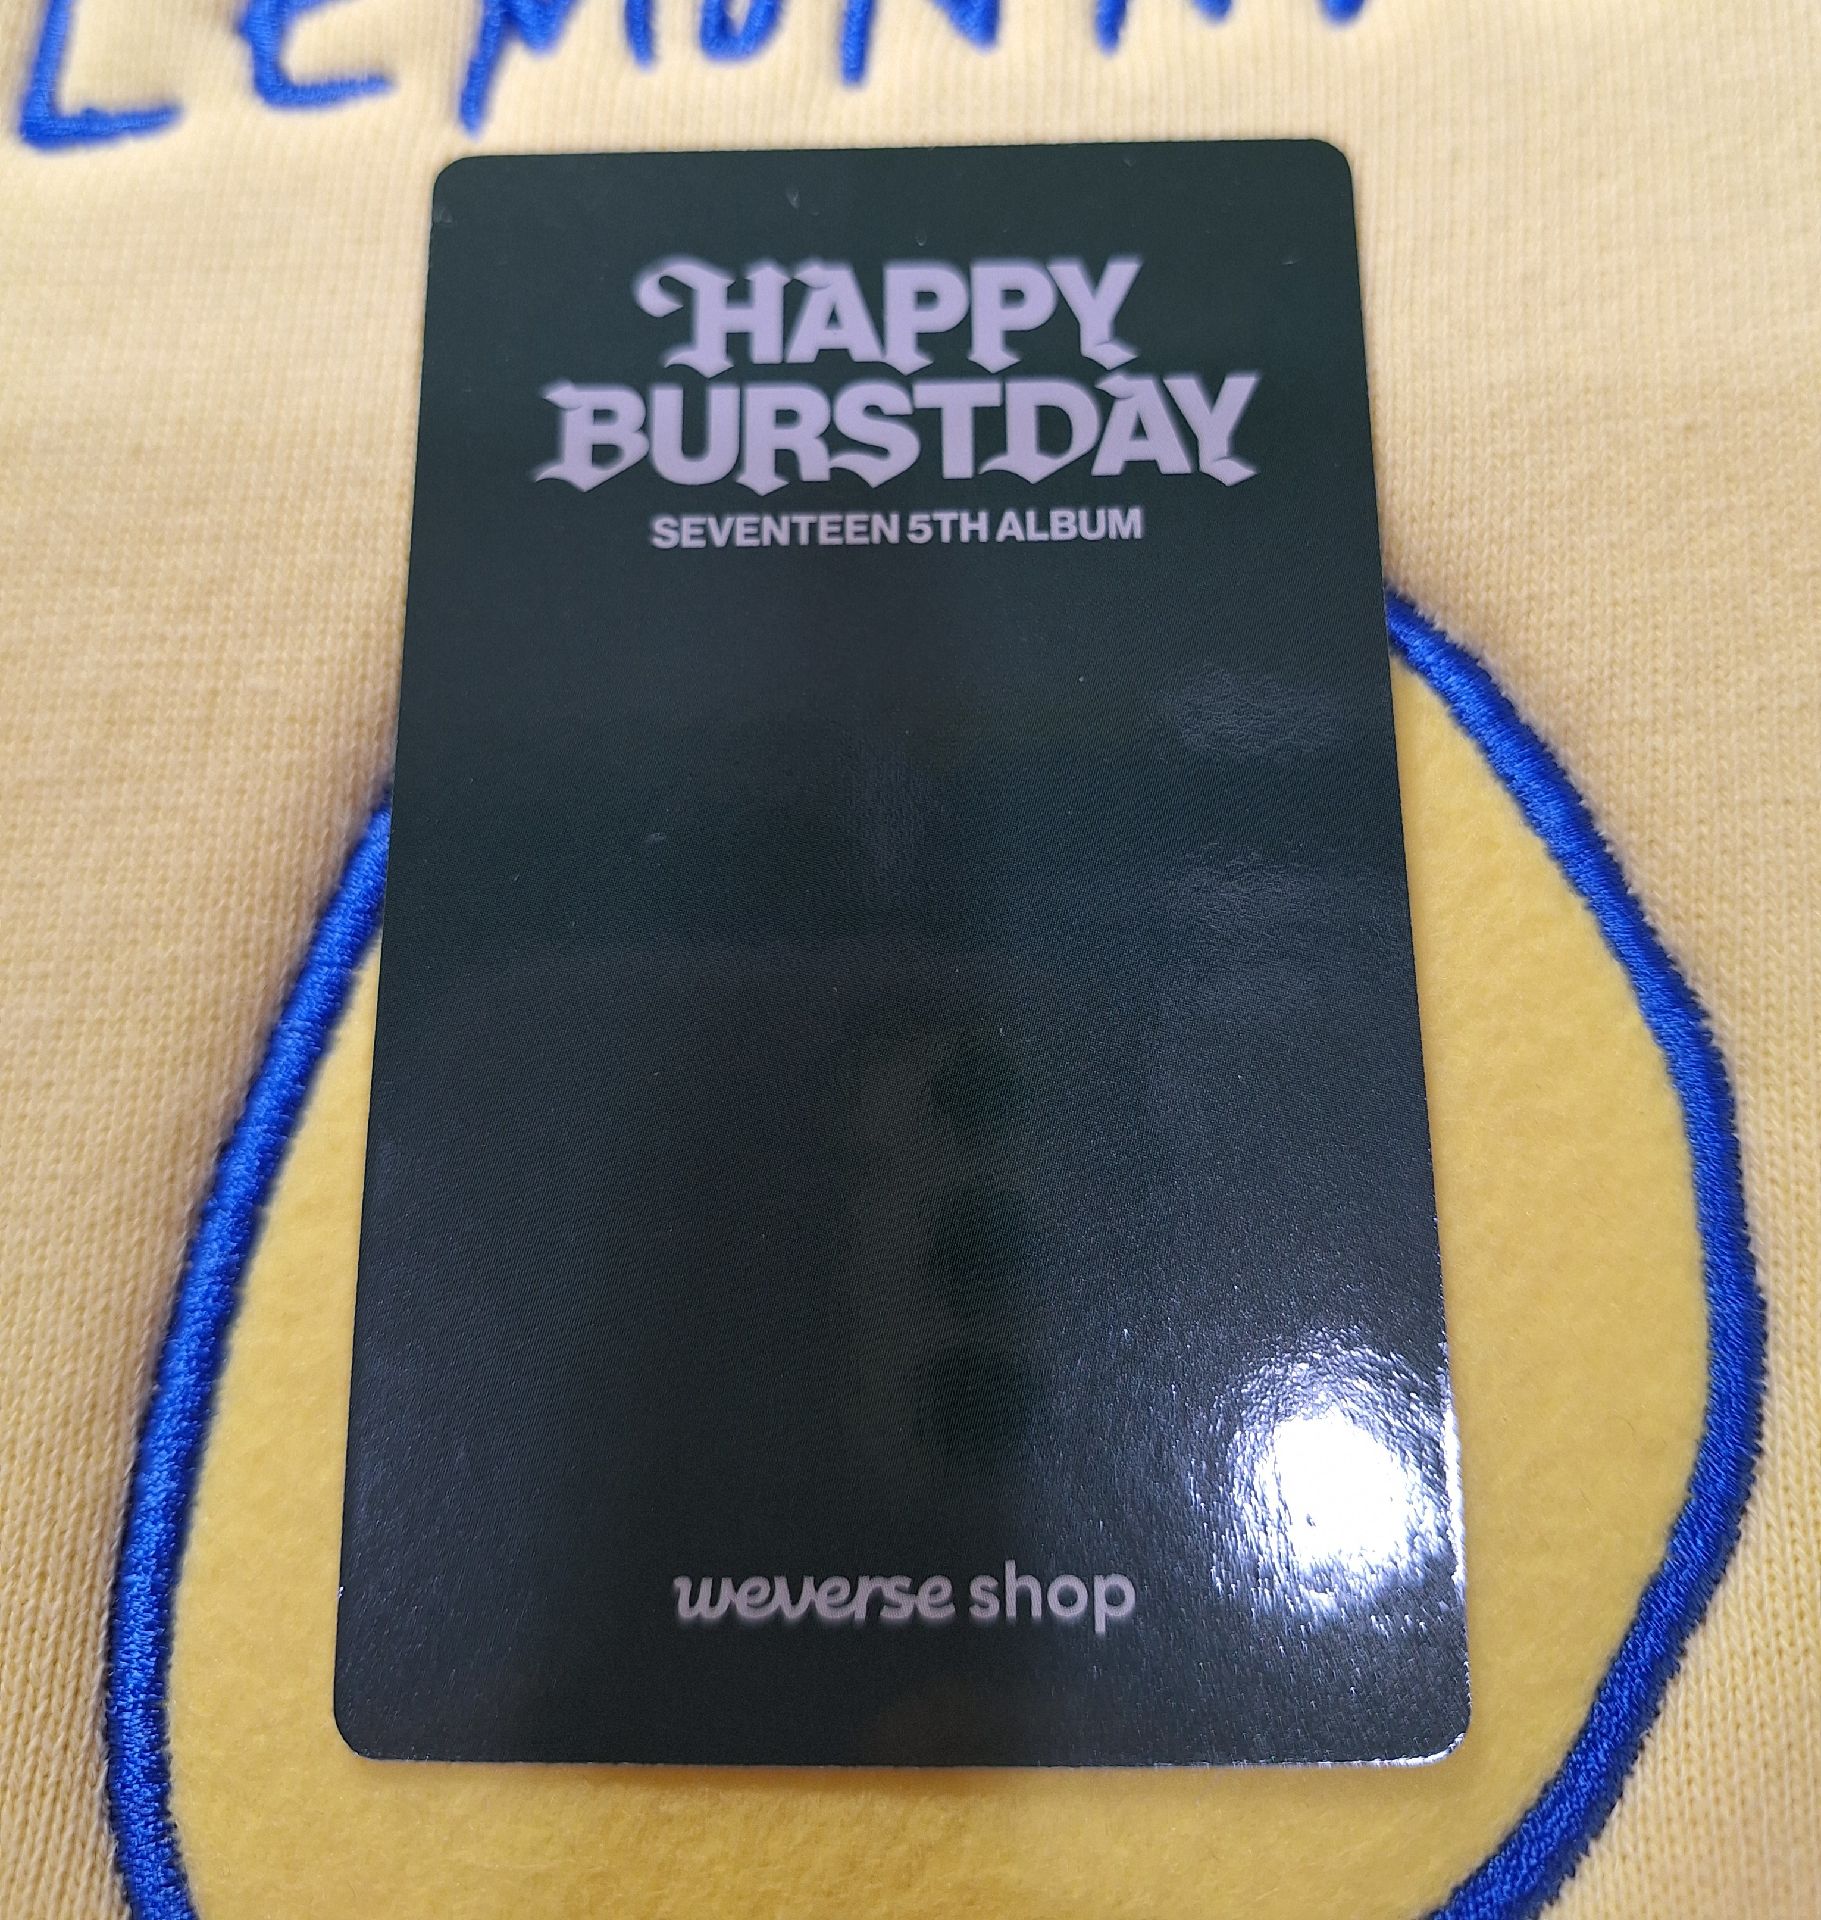 HAPPY
BURSTDAY
SEVENTEEN 5TH ALBUM
weverse shop